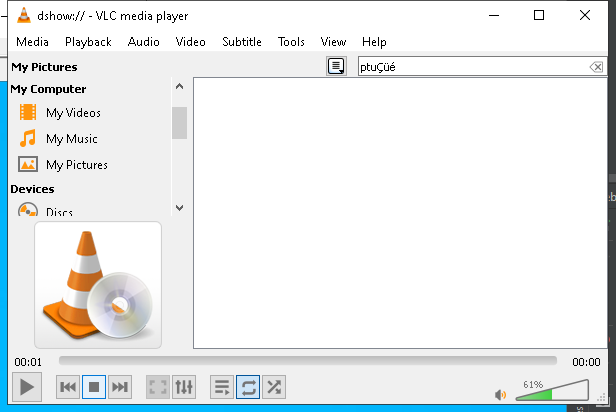 dshow:// - VLC media player
Media Playback Audio Video Subtitle Tools View Help
My Pictures
ptuÇüé
My Computer
My Videos
My Music
My Pictures
Devices
Discs
00:01
00:00
61%